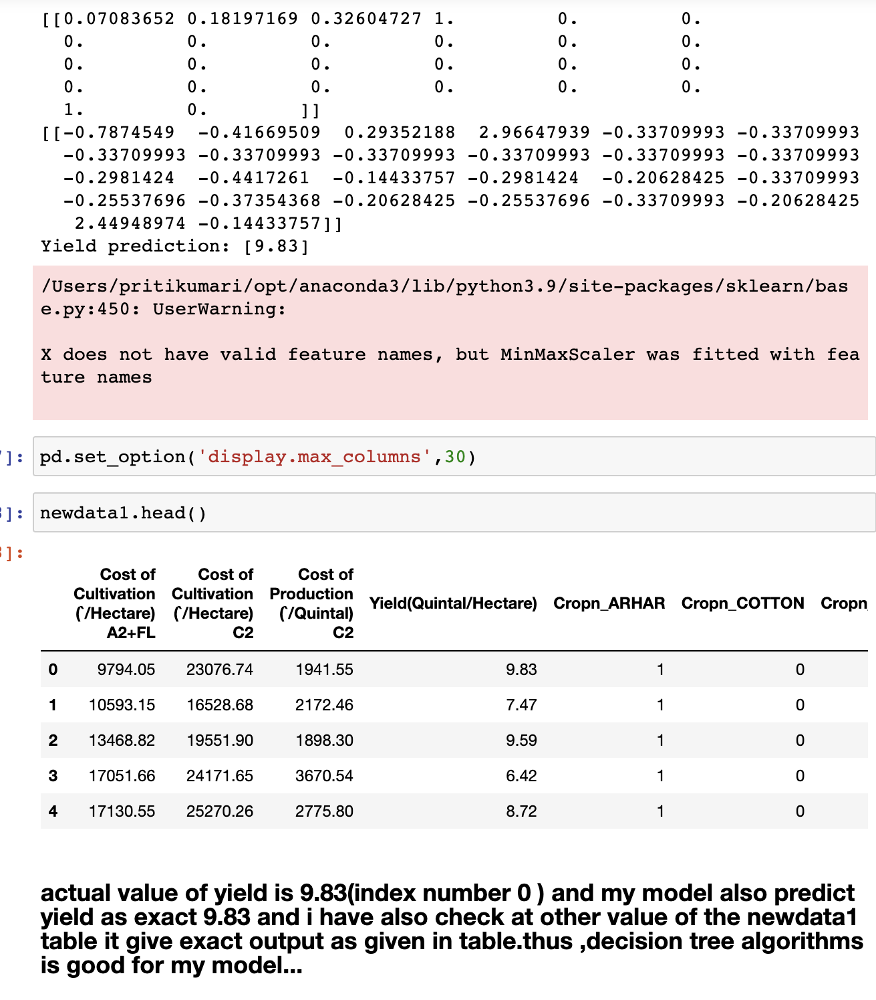 [[0.07083652 0.18197169 0.32604727 1. 0. 0.
0. 0. 0. 0. 0. 0.
0. 0. 0. 0. 0. 0.
0. 0. 0. 0. 0. 0.
1. 0. ]]
[[-0.7874549 -0.41669509 0.29352188 2.96647939 -0.33709993 -0.33709993
-0.33709993 -0.33709993 -0.33709993 -0.33709993 -0.33709993 -0.33709993
-0.2981424 -0.4417261 -0.14433757 -0.2981424 -0.20628425 -0.33709993
-0.25537696 -0.37354368 -0.20628425 -0.25537696 -0.33709993 -0.20628425
2.44948974 -0.14433757]]
Yield prediction: [9.83]
/Users/pritikumari/opt/anaconda3/lib/python3.9/site-packages/sklearn/bas
e.py:450: UserWarning:
X does not have valid feature names, but MinMaxScaler was fitted with fea
ture names
]: pd.set_option('display.max_columns',30)
]: newdata1.head()
]:
Cost of Cost of Cost of
Cultivation Cultivation Production Yield(Quintal/Hectare) Cropn_ARHAR Cropn_COTTON Cropn_
(`/Hectare) (`/Hectare) (`/Quintal)
A2+FL C2 C2
0 9794.05 23076.74 1941.55 9.83 1 0
1 10593.15 16528.68 2172.46 7.47 1 0
2 13468.82 19551.90 1898.30 9.59 1 0
3 17051.66 24171.65 3670.54 6.42 1 0
4 17130.55 25270.26 2775.80 8.72 1 0
actual value of yield is 9.83(index number 0 ) and my model also predict
yield as exact 9.83 and i have also check at other value of the newdata1
table it give exact output as given in table.thus ,decision tree algorithms
is good for my model...